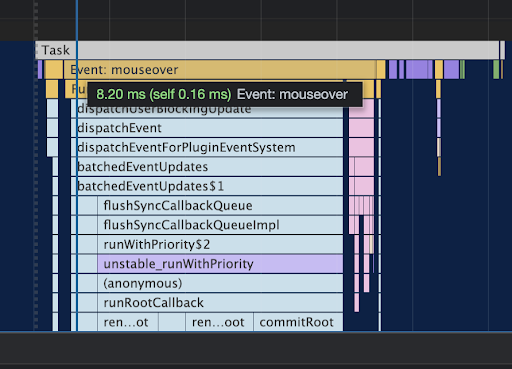 Task
Event: mouseover
Fu
8.20 ms (self 0.16 ms) Event: mouseover
dispatchUserBlockingUpdate
dispatchEvent
dispatchEventForPluginEventSystem
batchedEventUpdates
batchedEventUpdates$1
flushSyncCallbackQueue
flushSyncCallbackQueueImpl
runWithPriority$2
unstable_runWithPriority
(anonymous)
runRootCallback
ren...ot ren...oot commitRoot